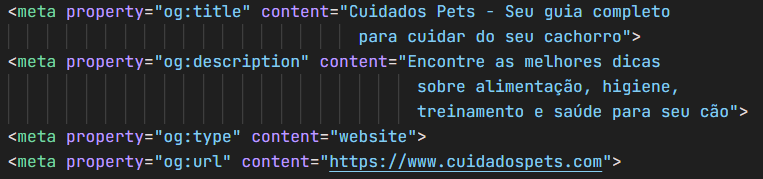 <meta property="og:title" content="Cuidados Pets - Seu guia completo
para cuidar do seu cachorro">
<meta property="og:description" content="Encontre as melhores dicas
sobre alimentação, higiene,
treinamento e saúde para seu cão">
<meta property="og:type" content="website">
<meta property="og:url" content="https://www.cuidadospets.com">